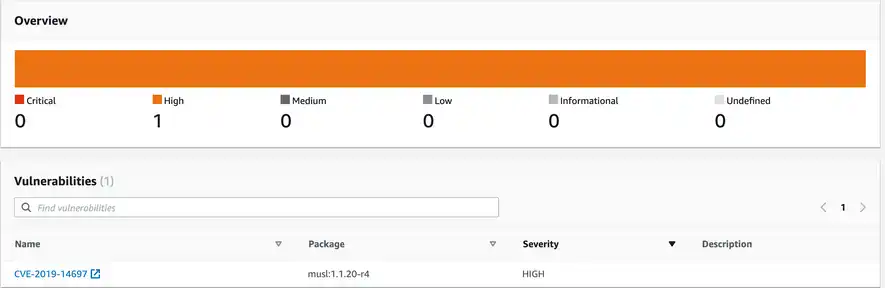 Overview
Critical High Medium Low Informational Undefined
0 1 0 0 0 0
Vulnerabilities (1)
Find vulnerabilities
1
Name Package Severity Description
CVE-2019-14697 musl:1.1.20-r4 HIGH